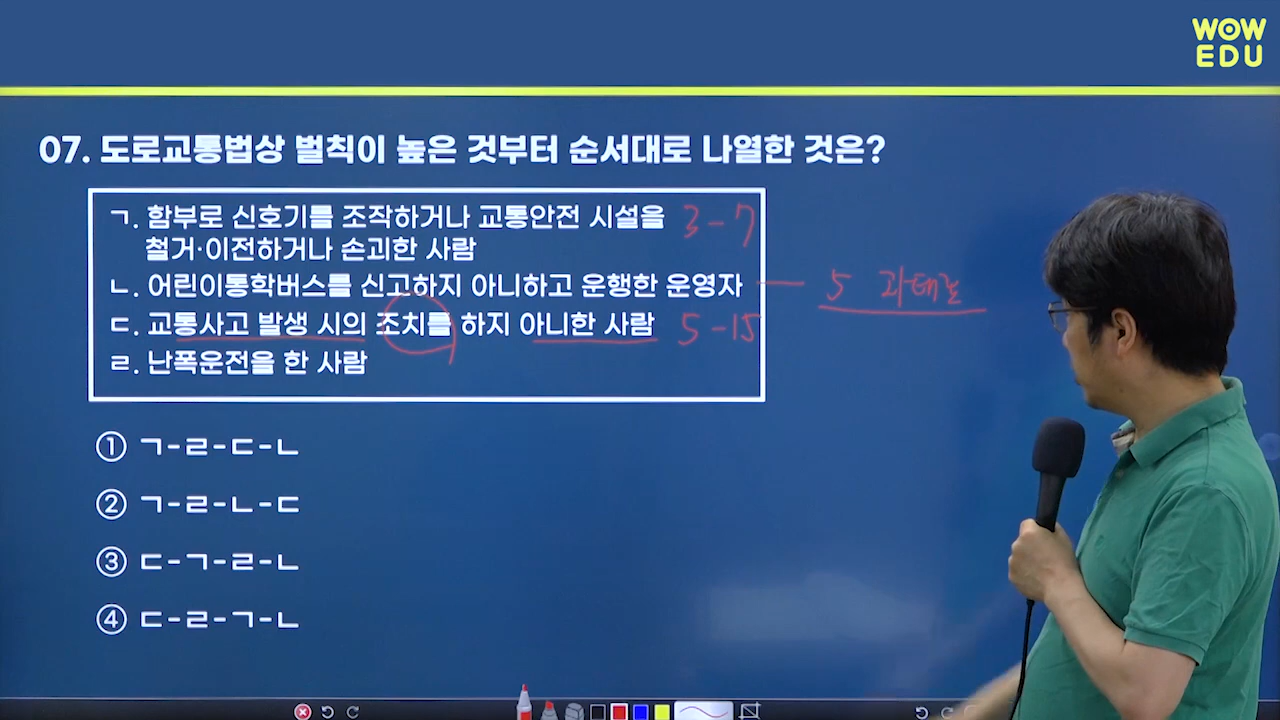 WOW
EDU
07. 도로교통법상 벌칙이 높은 것부터 순서대로 나열한 것은?
ㄱ. 함부로 신호기를 조작하거나 교통안전 시설을 3-7
철거·이전하거나 손괴한 사람
ㄴ. 어린이통학버스를 신고하지 아니하고 운행한 운영자 — 5 과태료
ㄷ. 교통사고 발생 시의 조치를 하지 아니한 사람 5-15
ㄹ. 난폭운전을 한 사람
① ㄱ-ㄹ-ㄷ-ㄴ
② ㄱ-ㄹ-ㄴ-ㄷ
③ ㄷ-ㄱ-ㄹ-ㄴ
④ ㄷ-ㄹ-ㄱ-ㄴ